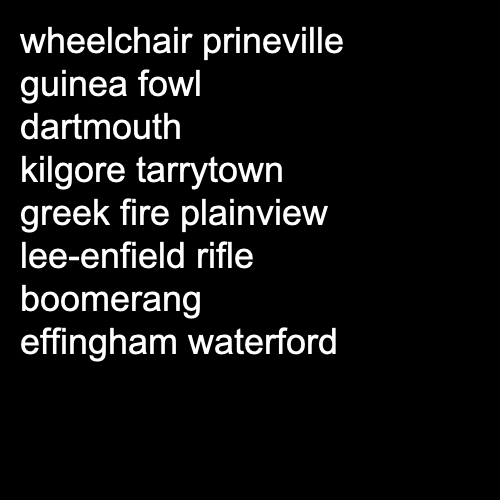 wheelchair prineville
guinea fowl
dartmouth
kilgore tarrytown
greek fire plainview
lee-enfield rifle
boomerang
effingham waterford